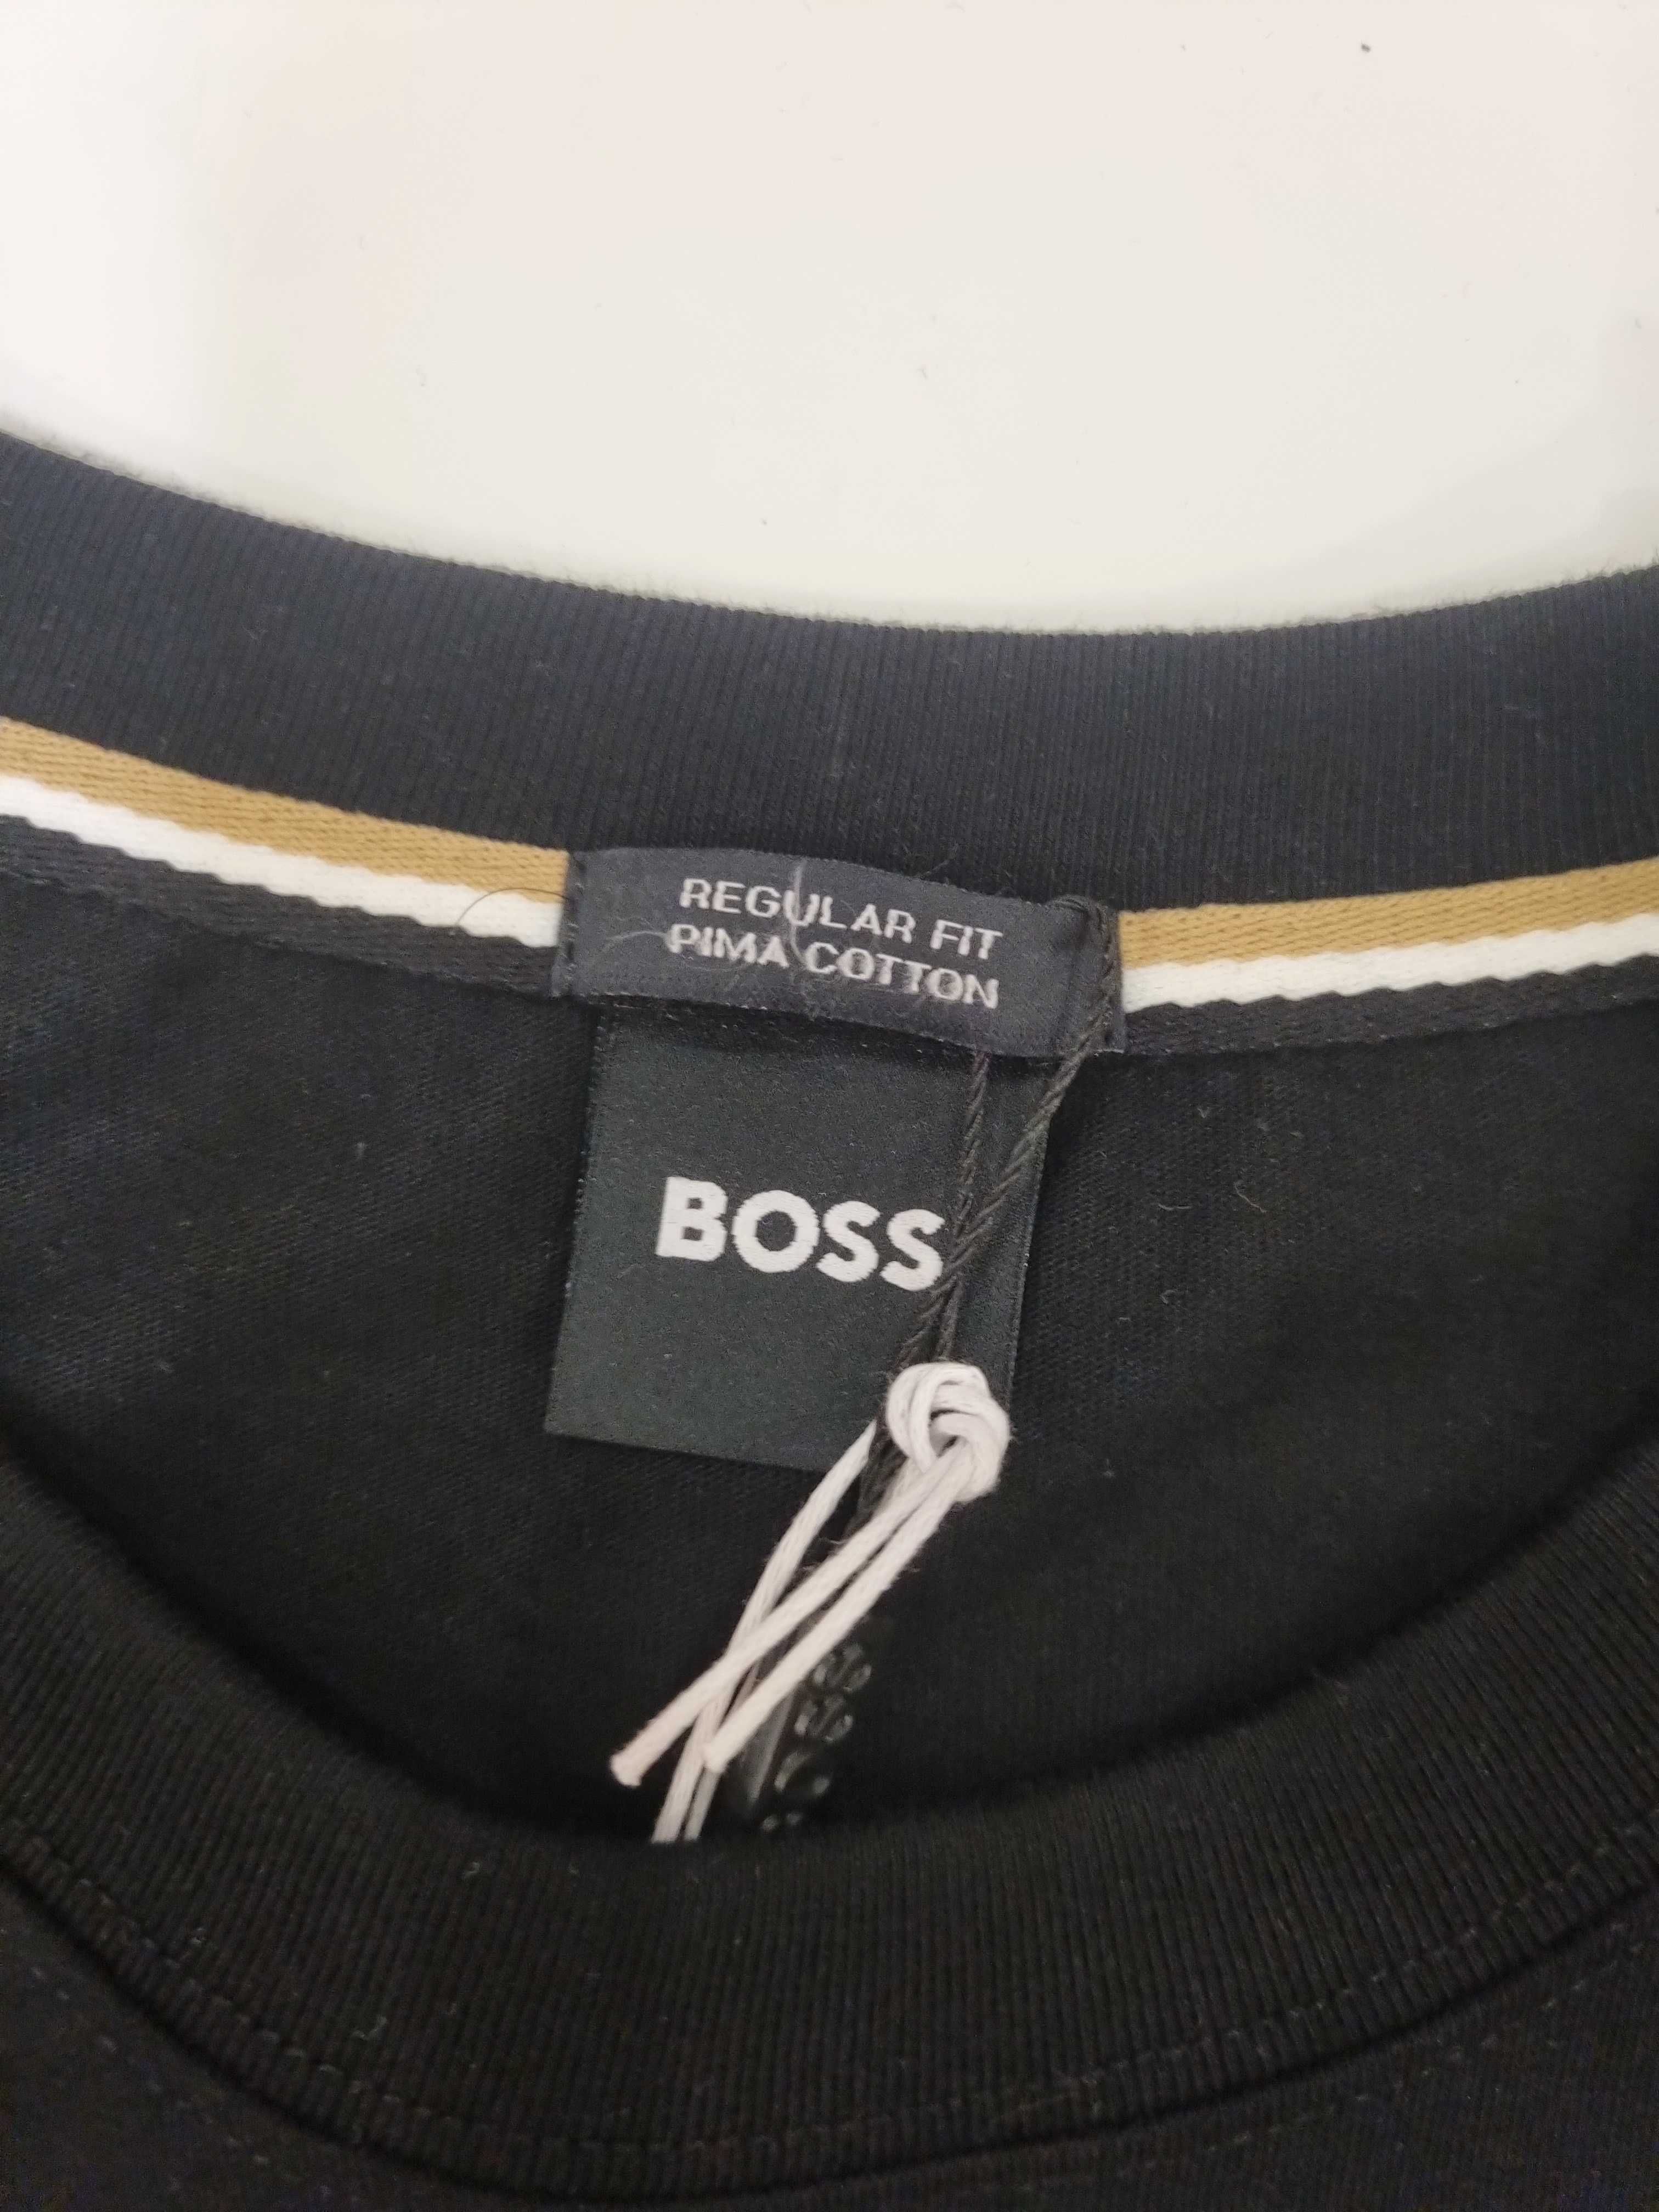 REGULAR FIT
PIMA COTTON
BOSS